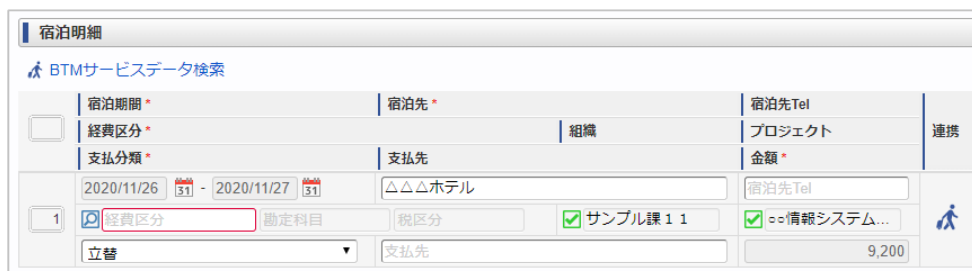 宿泊明細
BTMサービスデータ検索
宿泊期間* 宿泊先* 宿泊先Tel
経費区分* 組織 プロジェクト 連携
支払分類* 支払先 金額*
2020/11/26 31 - 2020/11/27 31 △△△ホテル 宿泊先Tel
1 経費区分 勘定科目 税区分 サンプル課11 ○○情報システム...
立替 支払先 9,200